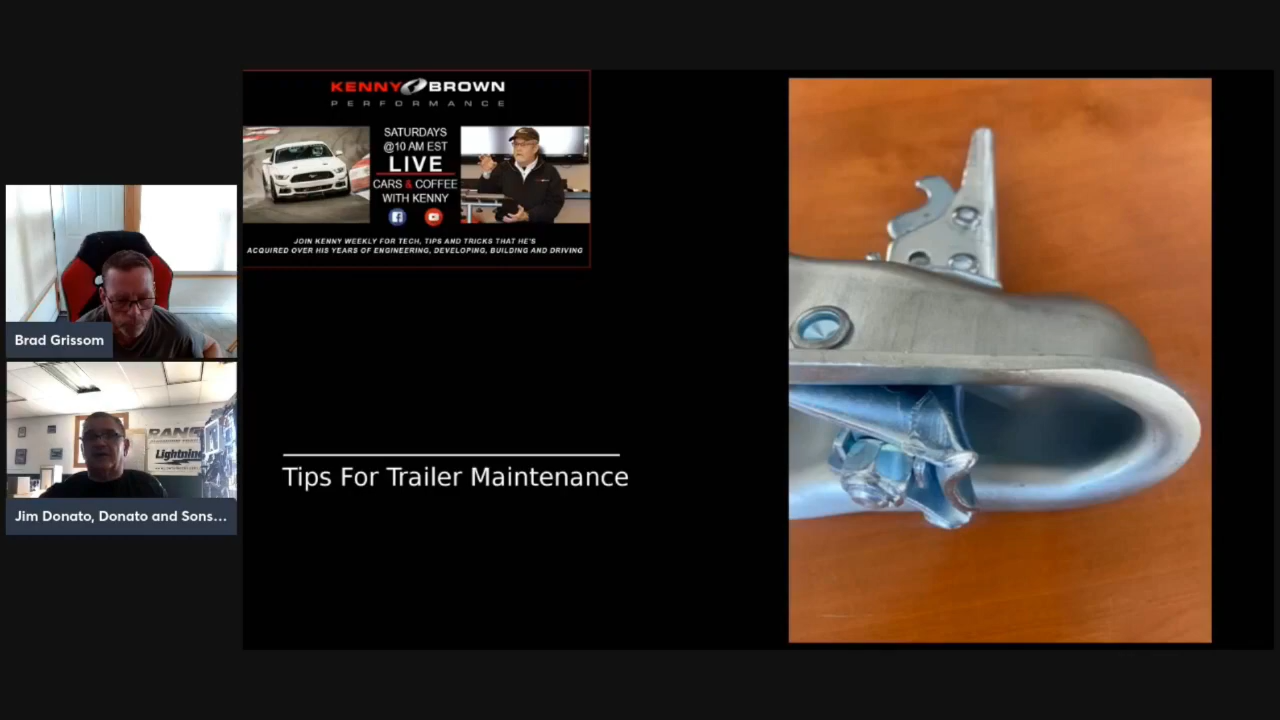 KENNY BROWN
PERFORMANCE
SATURDAYS
@10 AM EST
LIVE
CARS & COFFEE
WITH KENNY
JOIN KENNY WEEKLY FOR TECH, TIPS AND TRICKS THAT HE'S
ACQUIRED OVER HIS YEARS OF ENGINEERING, DEVELOPING, BUILDING AND DRIVING
Brad Grissom
Lightning
Jim Donato, Donato and Sons...
Tips For Trailer Maintenance